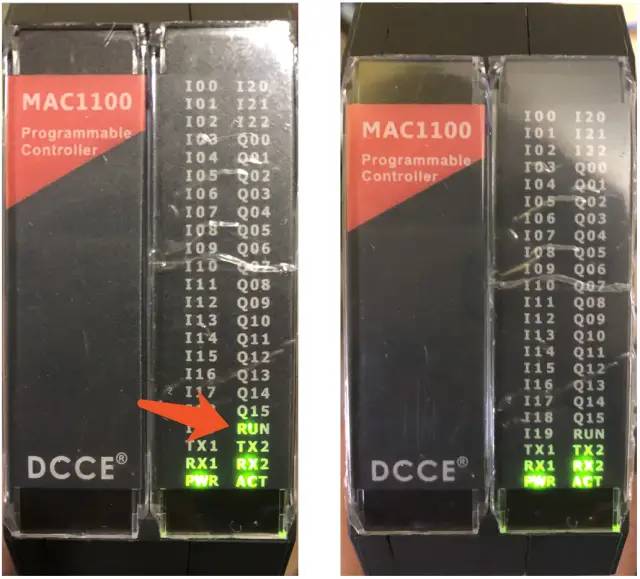 MAC1100
Programmable
Controller
DCCE®
I00 I20
I01 I21
I02 I22
I03 Q00
I04 Q01
I05 Q02
I06 Q03
I07 Q04
I08 Q05
I09 Q06
I10 Q07
I11 Q08
I12 Q09
I13 Q10
I14 Q11
I15 Q12
I16 Q13
I17 Q14
Q15
RUN
TX1 TX2
RX1 RX2
PWR ACT
MAC1100
Programmable
Controller
DCCE®
I00 I20
I01 I21
I02 I22
I03 Q00
I04 Q01
I05 Q02
I06 Q03
I07 Q04
I08 Q05
I09 Q06
I10 Q07
I11 Q08
I12 Q09
I13 Q10
I14 Q11
I15 Q12
I16 Q13
I17 Q14
I18 Q15
I19 RUN
TX1 TX2
RX1 RX2
PWR ACT